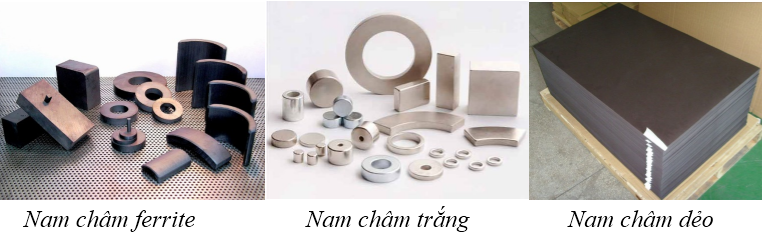 Nam châm ferrite
Nam châm trắng
Nam châm dẻo